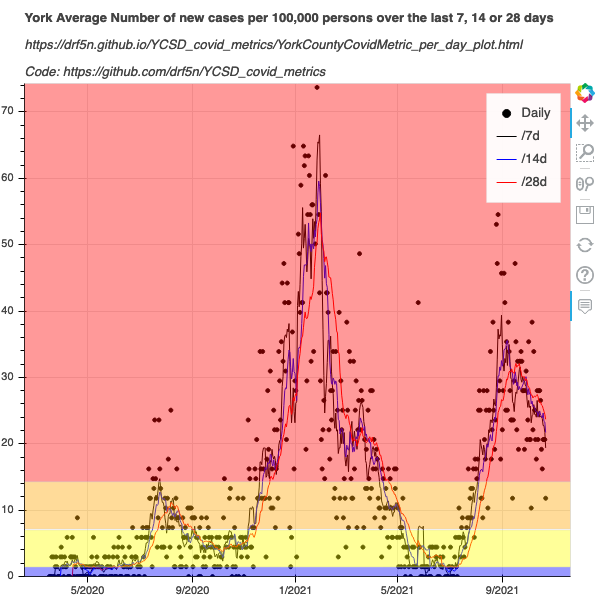 York Average Number of new cases per 100,000 persons over the last 7, 14 or 28 days
https://drf5n.github.io/YCSD_covid_metrics/YorkCountyCovidMetric_per_day_plot.html
Code: https://github.com/drf5n/YCSD_covid_metrics
Daily
/7d
/14d
/28d
70
60
50
40
30
20
10
0
5/2020
9/2020
1/2021
5/2021
9/2021